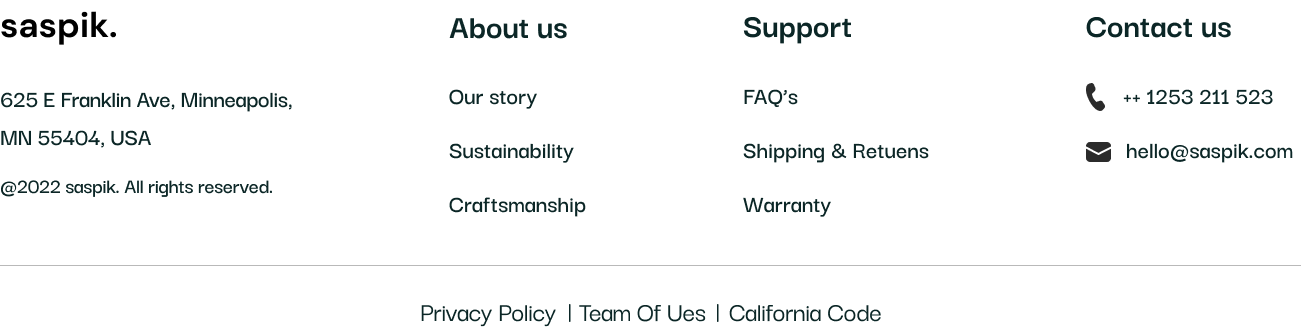 saspik.
625 E Franklin Ave, Minneapolis,
MN 55404, USA
@2022 saspik. All rights reserved.
About us
Our story
Sustainability
Craftsmanship
Support
FAQ's
Shipping & Retuens
Warranty
Contact us
++ 1253 211 523
hello@saspik.com
Privacy Policy | Team Of Ues | California Code